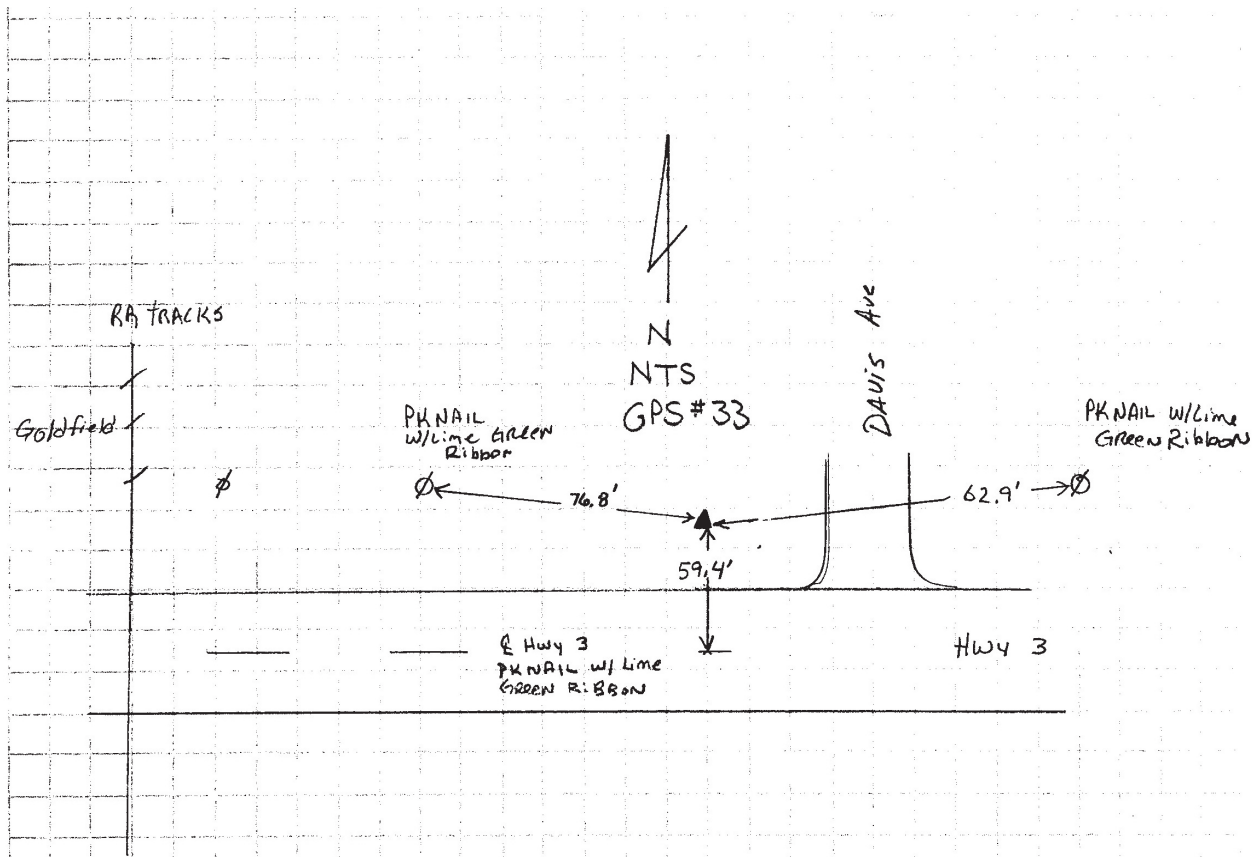 RR TRACKS
Goldfield
N
NTS
GPS #33
DAVIS Ave
PK NAIL
W/Lime GREEN
Ribbon
PK NAIL W/Lime
GREEN Ribbon
76.8'
62.9'
59.4'
℄ Hwy 3
PK NAIL w/ Lime
GREEN RiBBON
Hwy 3